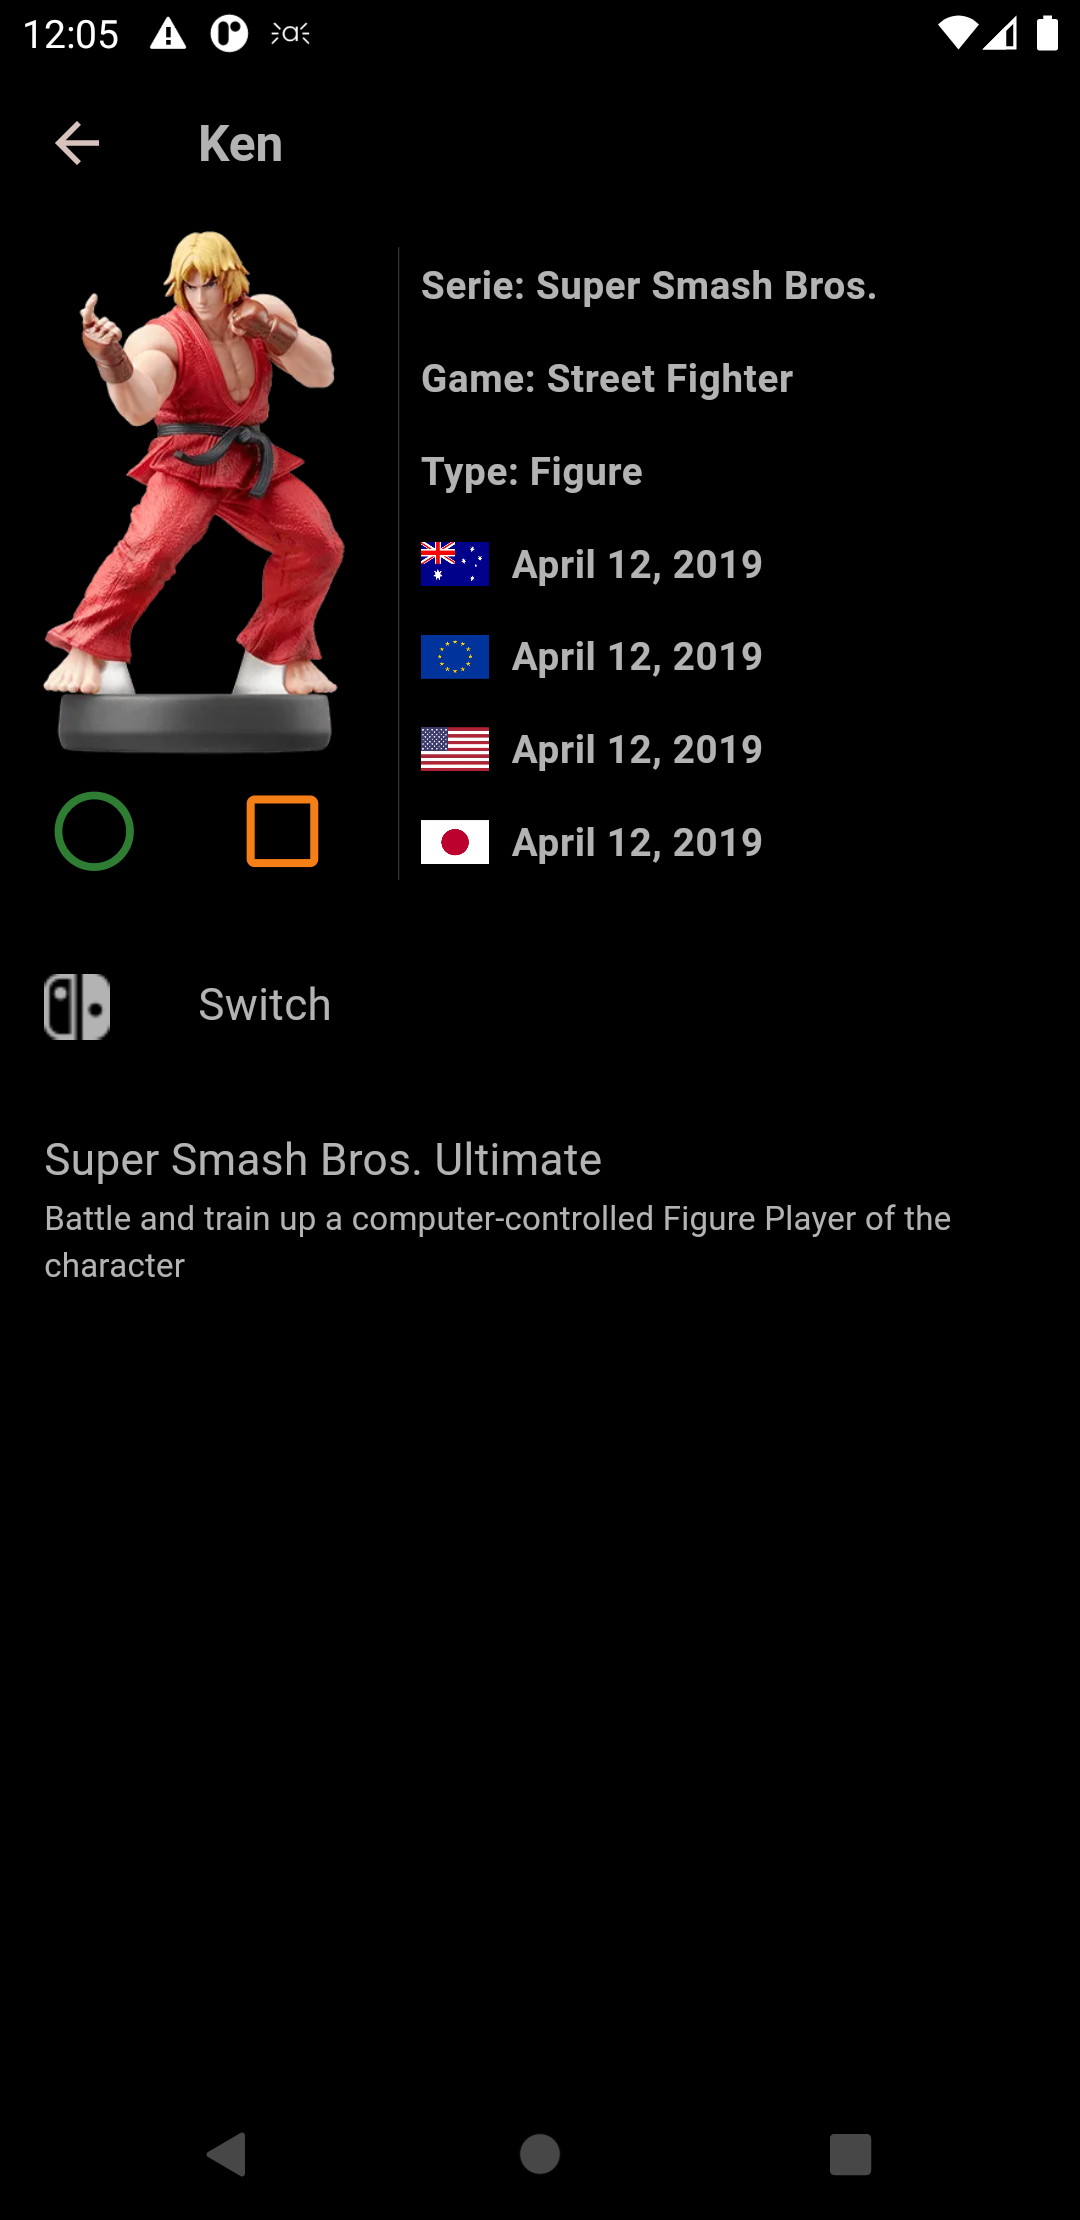 12:05
Ken
Serie: Super Smash Bros.
Game: Street Fighter
Type: Figure
April 12, 2019
April 12, 2019
April 12, 2019
April 12, 2019
Switch
Super Smash Bros. Ultimate
Battle and train up a computer-controlled Figure Player of the
character